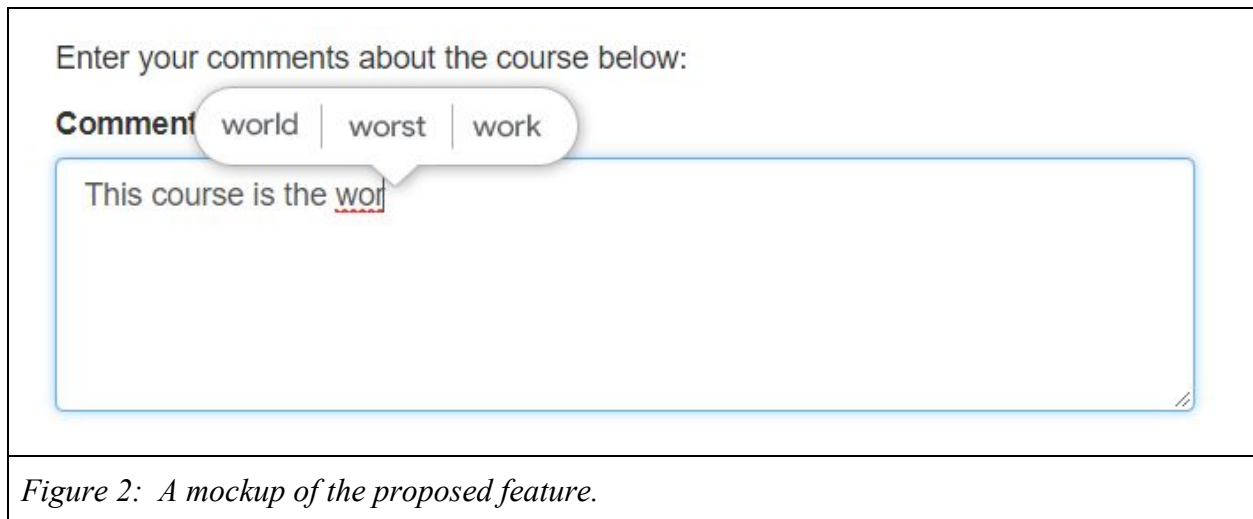 Enter your comments about the course below:
Comment world worst work
This course is the wor
Figure 2: A mockup of the proposed feature.